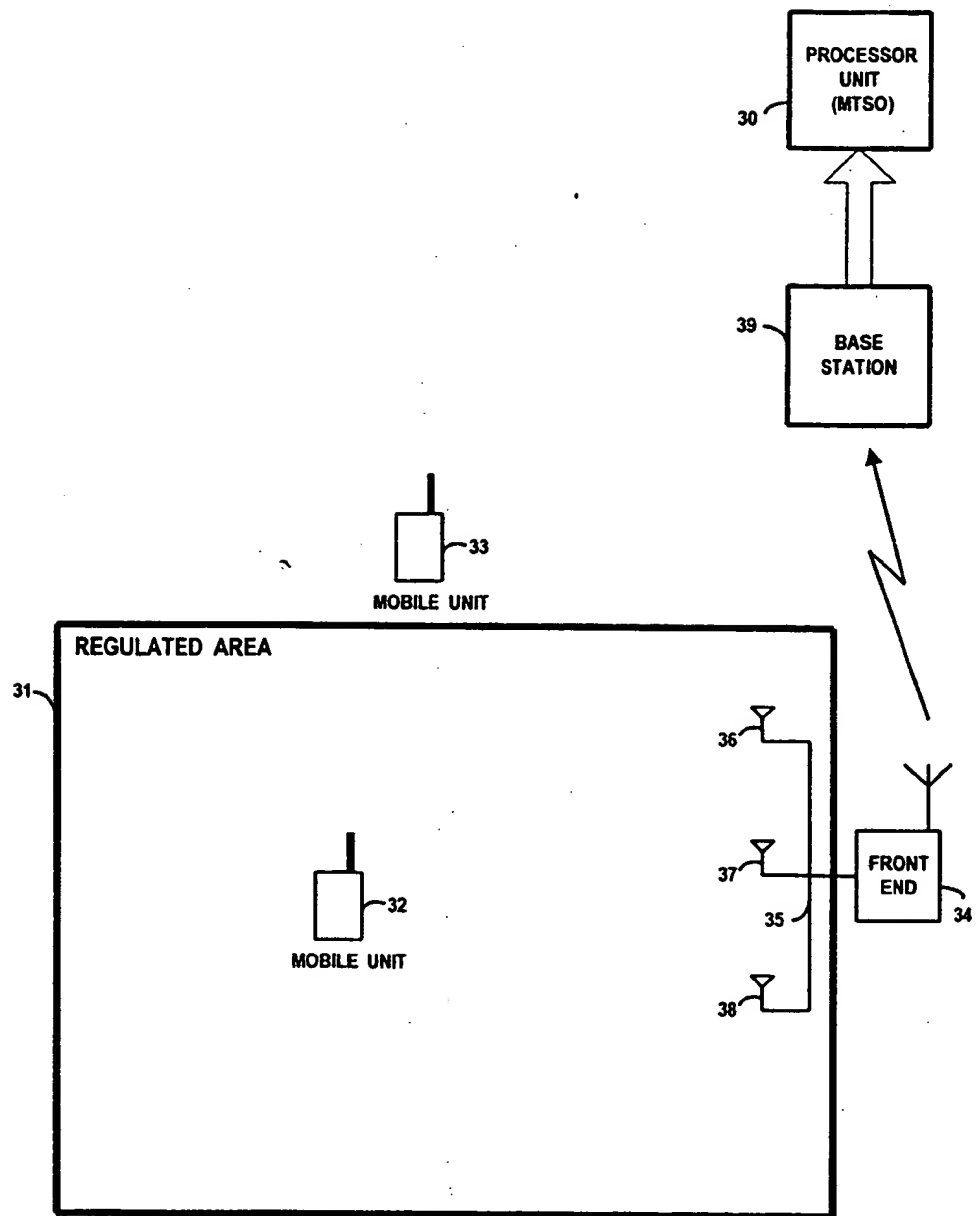 PROCESSOR
UNIT
(MTSO)
30
39
BASE
STATION
33
MOBILE UNIT
REGULATED AREA
31
36
37
FRONT
END
32
35
34
MOBILE UNIT
38